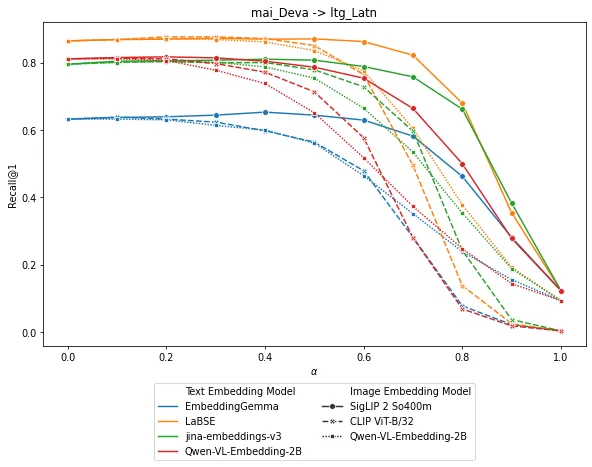 mai_Deva -> ltg_Latn
Recall@1
0.8
0.6
0.4
0.2
0.0
0.0 0.2 0.4 0.6 0.8 1.0
α
Text Embedding Model Image Embedding Model
EmbeddingGemma SigLIP 2 So400m
LaBSE CLIP ViT-B/32
jina-embeddings-v3 Qwen-VL-Embedding-2B
Qwen-VL-Embedding-2B